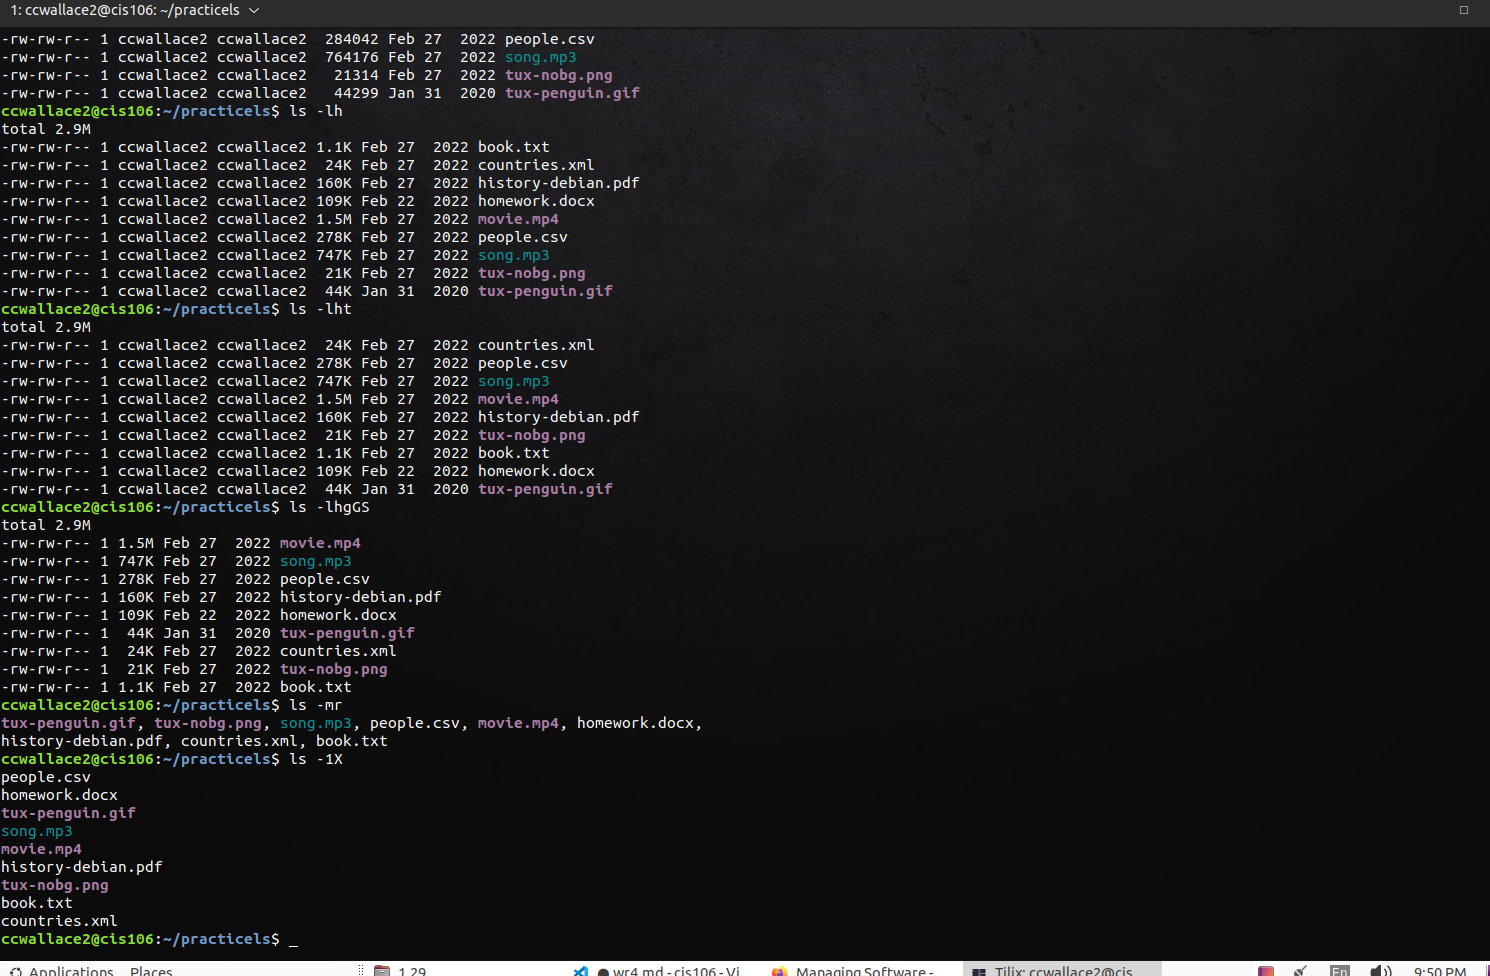 1: ccwallace2@cis106: ~/practicels
-rw-rw-r-- 1 ccwallace2 ccwallace2  284042 Feb 27  2022 people.csv
-rw-rw-r-- 1 ccwallace2 ccwallace2  764176 Feb 27  2022 song.mp3
-rw-rw-r-- 1 ccwallace2 ccwallace2   21314 Feb 27  2022 tux-nobg.png
-rw-rw-r-- 1 ccwallace2 ccwallace2   44299 Jan 31  2020 tux-penguin.gif
ccwallace2@cis106:~/practicels$ ls -lh
total 2.9M
-rw-rw-r-- 1 ccwallace2 ccwallace2 1.1K Feb 27  2022 book.txt
-rw-rw-r-- 1 ccwallace2 ccwallace2  24K Feb 27  2022 countries.xml
-rw-rw-r-- 1 ccwallace2 ccwallace2 160K Feb 27  2022 history-debian.pdf
-rw-rw-r-- 1 ccwallace2 ccwallace2 109K Feb 22  2022 homework.docx
-rw-rw-r-- 1 ccwallace2 ccwallace2 1.5M Feb 27  2022 movie.mp4
-rw-rw-r-- 1 ccwallace2 ccwallace2 278K Feb 27  2022 people.csv
-rw-rw-r-- 1 ccwallace2 ccwallace2 747K Feb 27  2022 song.mp3
-rw-rw-r-- 1 ccwallace2 ccwallace2  21K Feb 27  2022 tux-nobg.png
-rw-rw-r-- 1 ccwallace2 ccwallace2  44K Jan 31  2020 tux-penguin.gif
ccwallace2@cis106:~/practicels$ ls -lht
total 2.9M
-rw-rw-r-- 1 ccwallace2 ccwallace2  24K Feb 27  2022 countries.xml
-rw-rw-r-- 1 ccwallace2 ccwallace2 278K Feb 27  2022 people.csv
-rw-rw-r-- 1 ccwallace2 ccwallace2 747K Feb 27  2022 song.mp3
-rw-rw-r-- 1 ccwallace2 ccwallace2 1.5M Feb 27  2022 movie.mp4
-rw-rw-r-- 1 ccwallace2 ccwallace2 160K Feb 27  2022 history-debian.pdf
-rw-rw-r-- 1 ccwallace2 ccwallace2  21K Feb 27  2022 tux-nobg.png
-rw-rw-r-- 1 ccwallace2 ccwallace2 1.1K Feb 27  2022 book.txt
-rw-rw-r-- 1 ccwallace2 ccwallace2 109K Feb 22  2022 homework.docx
-rw-rw-r-- 1 ccwallace2 ccwallace2  44K Jan 31  2020 tux-penguin.gif
ccwallace2@cis106:~/practicels$ ls -lhgGS
total 2.9M
-rw-rw-r-- 1 1.5M Feb 27  2022 movie.mp4
-rw-rw-r-- 1 747K Feb 27  2022 song.mp3
-rw-rw-r-- 1 278K Feb 27  2022 people.csv
-rw-rw-r-- 1 160K Feb 27  2022 history-debian.pdf
-rw-rw-r-- 1 109K Feb 22  2022 homework.docx
-rw-rw-r-- 1  44K Jan 31  2020 tux-penguin.gif
-rw-rw-r-- 1  24K Feb 27  2022 countries.xml
-rw-rw-r-- 1  21K Feb 27  2022 tux-nobg.png
-rw-rw-r-- 1 1.1K Feb 27  2022 book.txt
ccwallace2@cis106:~/practicels$ ls -mr
tux-penguin.gif, tux-nobg.png, song.mp3, people.csv, movie.mp4, homework.docx,
history-debian.pdf, countries.xml, book.txt
ccwallace2@cis106:~/practicels$ ls -1X
people.csv
homework.docx
tux-penguin.gif
song.mp3
movie.mp4
history-debian.pdf
tux-nobg.png
book.txt
countries.xml
ccwallace2@cis106:~/practicels$ _
Applications Places 1.29 ● wr4.md - cis106 - Vi Managing Software - Tilix: ccwallace2@cis En 9:50 PM